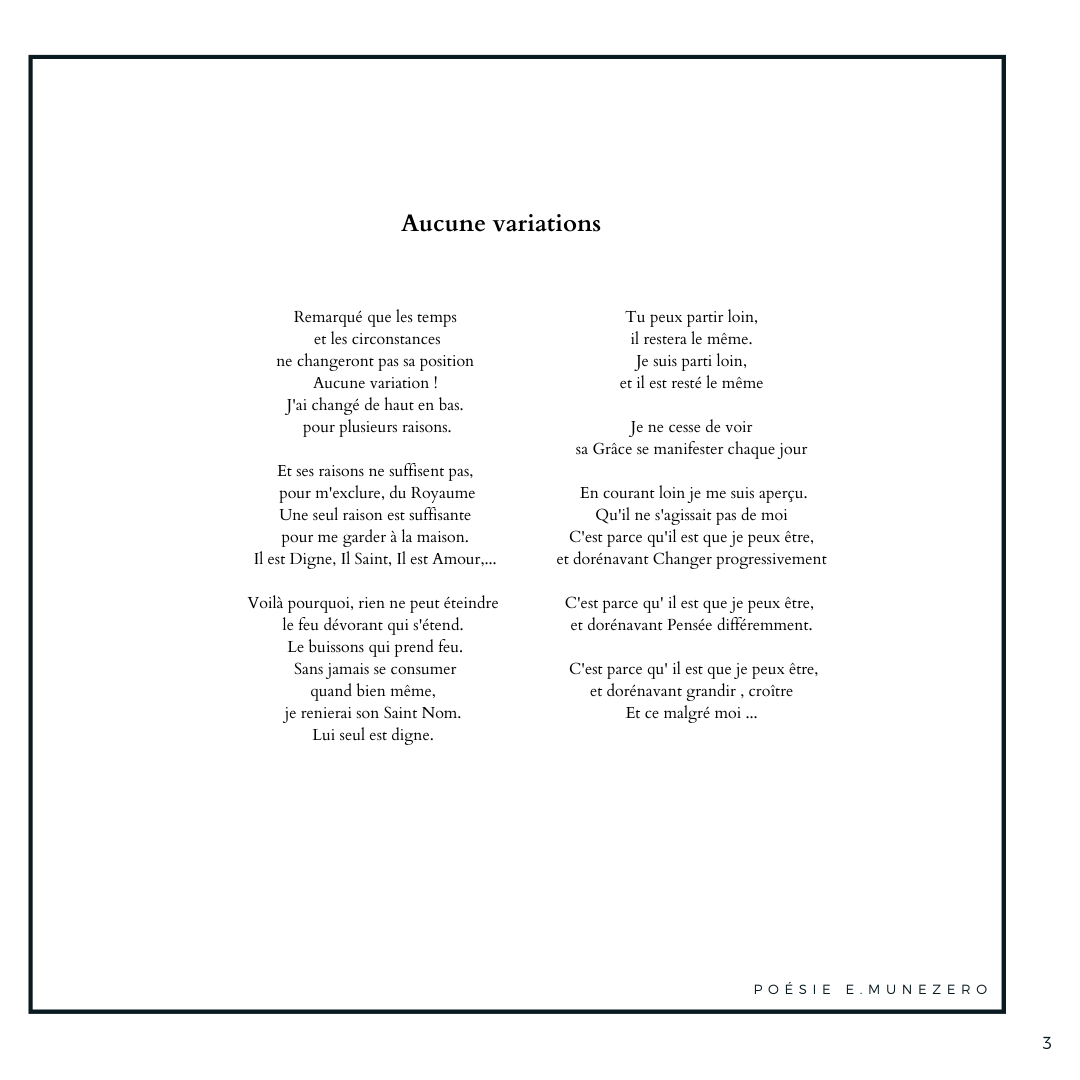 Aucune variations
Remarqué que les temps
et les circonstances
ne changeront pas sa position
Aucune variation !
J'ai changé de haut en bas.
pour plusieurs raisons.
Et ses raisons ne suffisent pas,
pour m'exclure, du Royaume
Une seul raison est suffisante
pour me garder à la maison.
Il est Digne, Il Saint, Il est Amour,...
Voilà pourquoi, rien ne peut éteindre
le feu dévorant qui s'étend.
Le buissons qui prend feu.
Sans jamais se consumer
quand bien même,
je renierai son Saint Nom.
Lui seul est digne.
Tu peux partir loin,
il restera le même.
Je suis parti loin,
et il est resté le même
Je ne cesse de voir
sa Grâce se manifester chaque jour
En courant loin je me suis aperçu.
Qu'il ne s'agissait pas de moi
C'est parce qu'il est que je peux être,
et dorénavant Changer progressivement
C'est parce qu' il est que je peux être,
et dorénavant Pensée différemment.
C'est parce qu' il est que je peux être,
et dorénavant grandir , croître
Et ce malgré moi ...
POÉSIE E.MUNEZERO
3